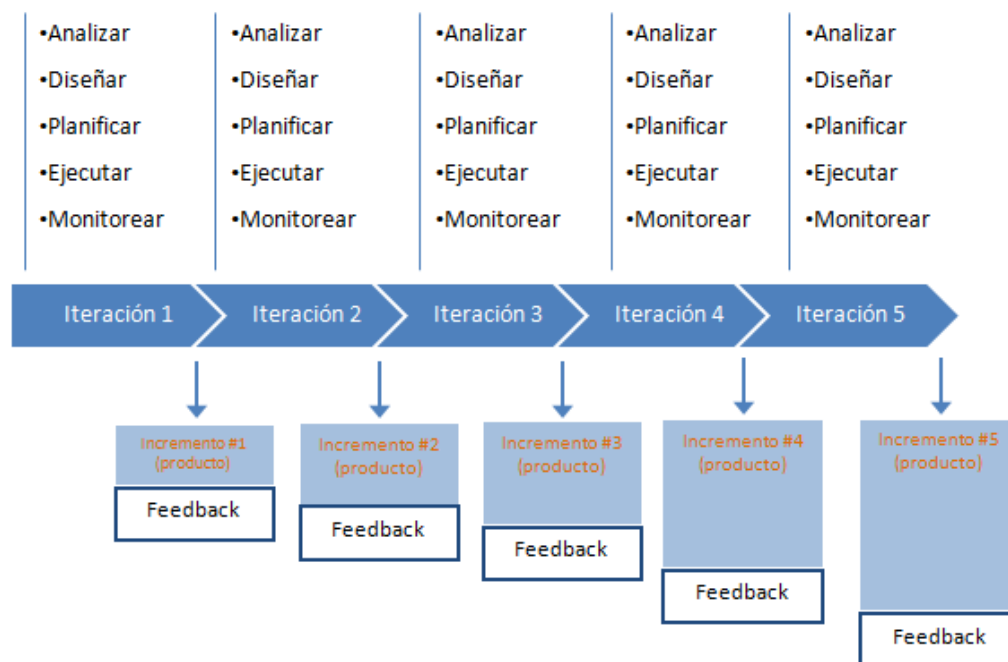 •Analizar
•Diseñar
•Planificar
•Ejecutar
•Monitorear
•Analizar
•Diseñar
•Planificar
•Ejecutar
•Monitorear
•Analizar
•Diseñar
•Planificar
•Ejecutar
•Monitorear
•Analizar
•Diseñar
•Planificar
•Ejecutar
•Monitorear
•Analizar
•Diseñar
•Planificar
•Ejecutar
•Monitorear
Iteración 1
Iteración 2
Iteración 3
Iteración 4
Iteración 5
Incremento #1
(producto)
Feedback
Incremento #2
(producto)
Feedback
Incremento #3
(producto)
Feedback
Incremento #4
(producto)
Feedback
Incremento #5
(producto)
Feedback